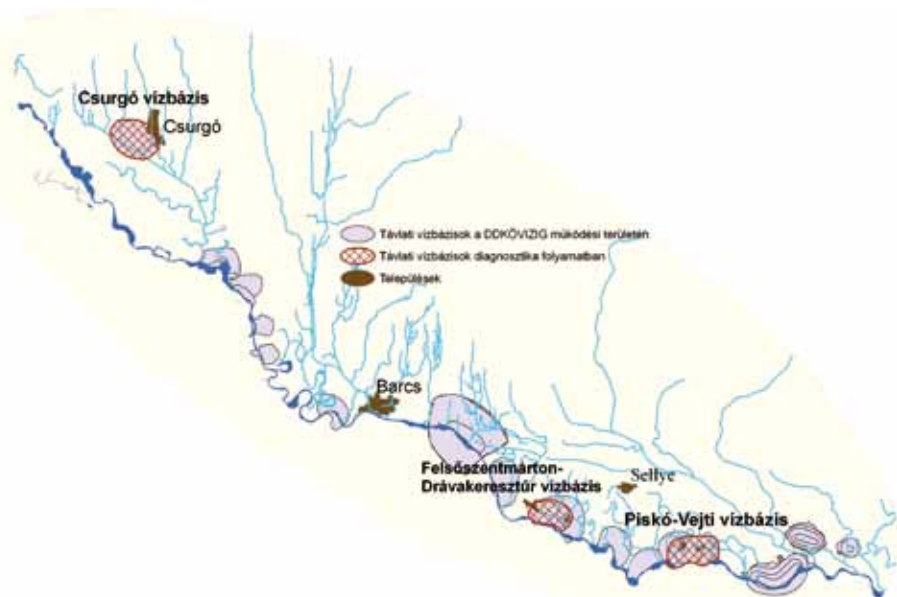 Csurgó vízbázis
Csurgó
Távlati vízbázisok a DDKÖVIZIG működési területén
Távlati vízbázisok diagnosztika folyamatban
Települések
Barcs
Felsőszentmárton-
Drávakeresztúr vízbázis
Sellye
Piskó-Vejti vízbázis